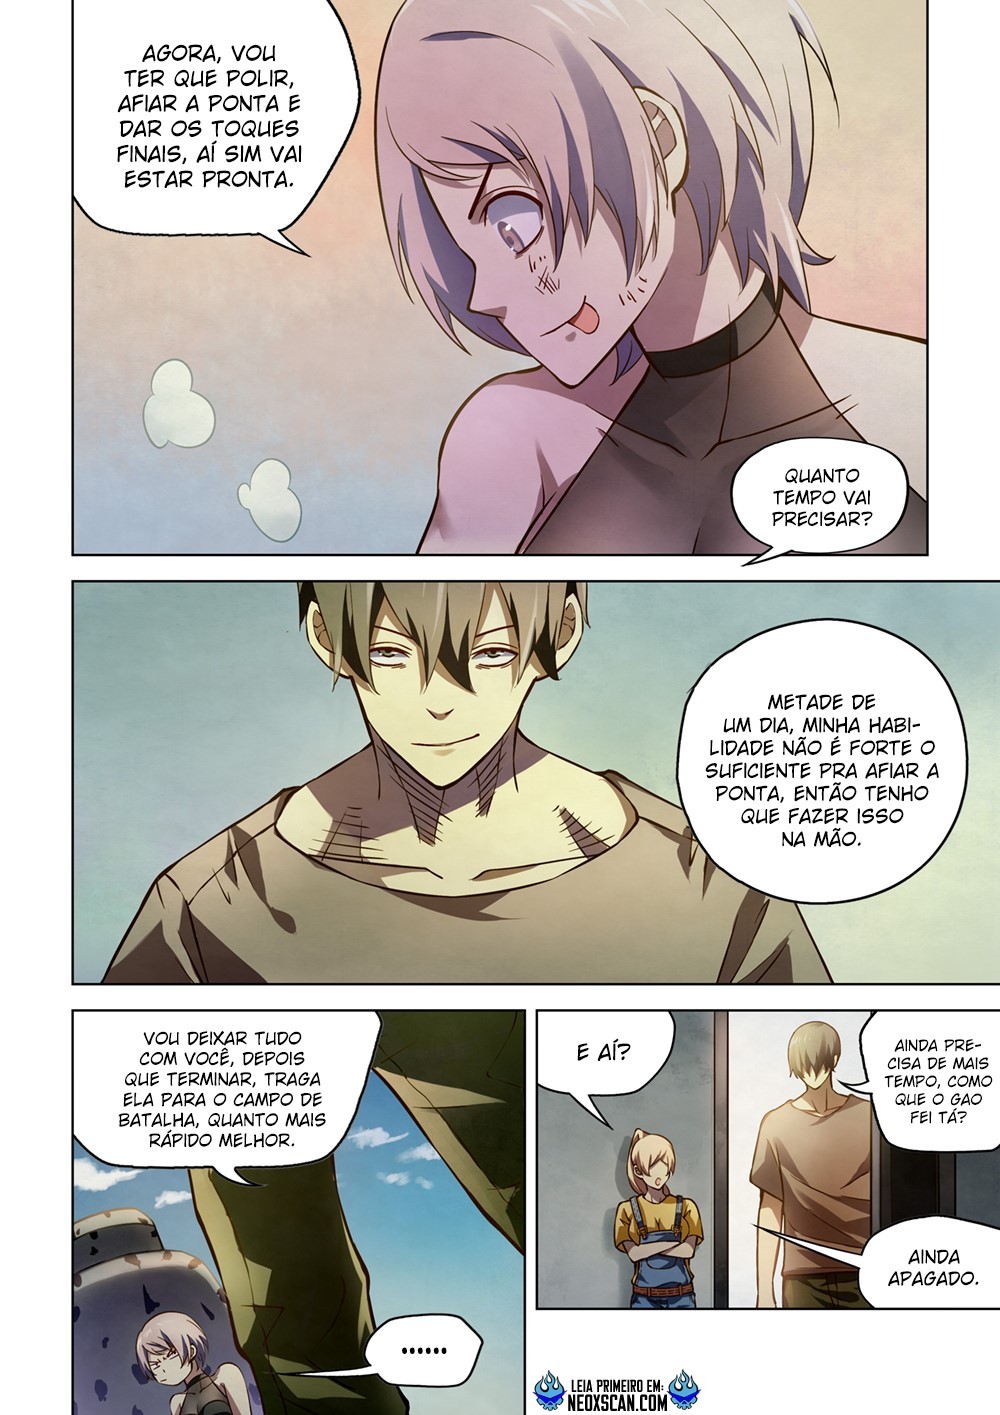 AGORA, VOU
TER QUE POLIR,
AFIAR A PONTA E
DAR OS TOQUES
FINAIS, AÍ SIM VAI
ESTAR PRONTA.
QUANTO
TEMPO VAI
PRECISAR?
METADE DE
UM DIA, MINHA HABI-
LIDADE NÃO É FORTE O
SUFICIENTE PRA AFIAR A
PONTA, ENTÃO TENHO
QUE FAZER ISSO
NA MÃO.
VOU DEIXAR TUDO
COM VOCÊ, DEPOIS
QUE TERMINAR, TRAGA
ELA PARA O CAMPO DE
BATALHA, QUANTO MAIS
RÁPIDO MELHOR.
......
E AÍ?
AINDA PRE-
CISA DE MAIS
TEMPO, COMO
QUE O GAO
FEI TÁ?
AINDA
APAGADO.
LEIA PRIMEIRO EM:
NEOXSCAN.COM